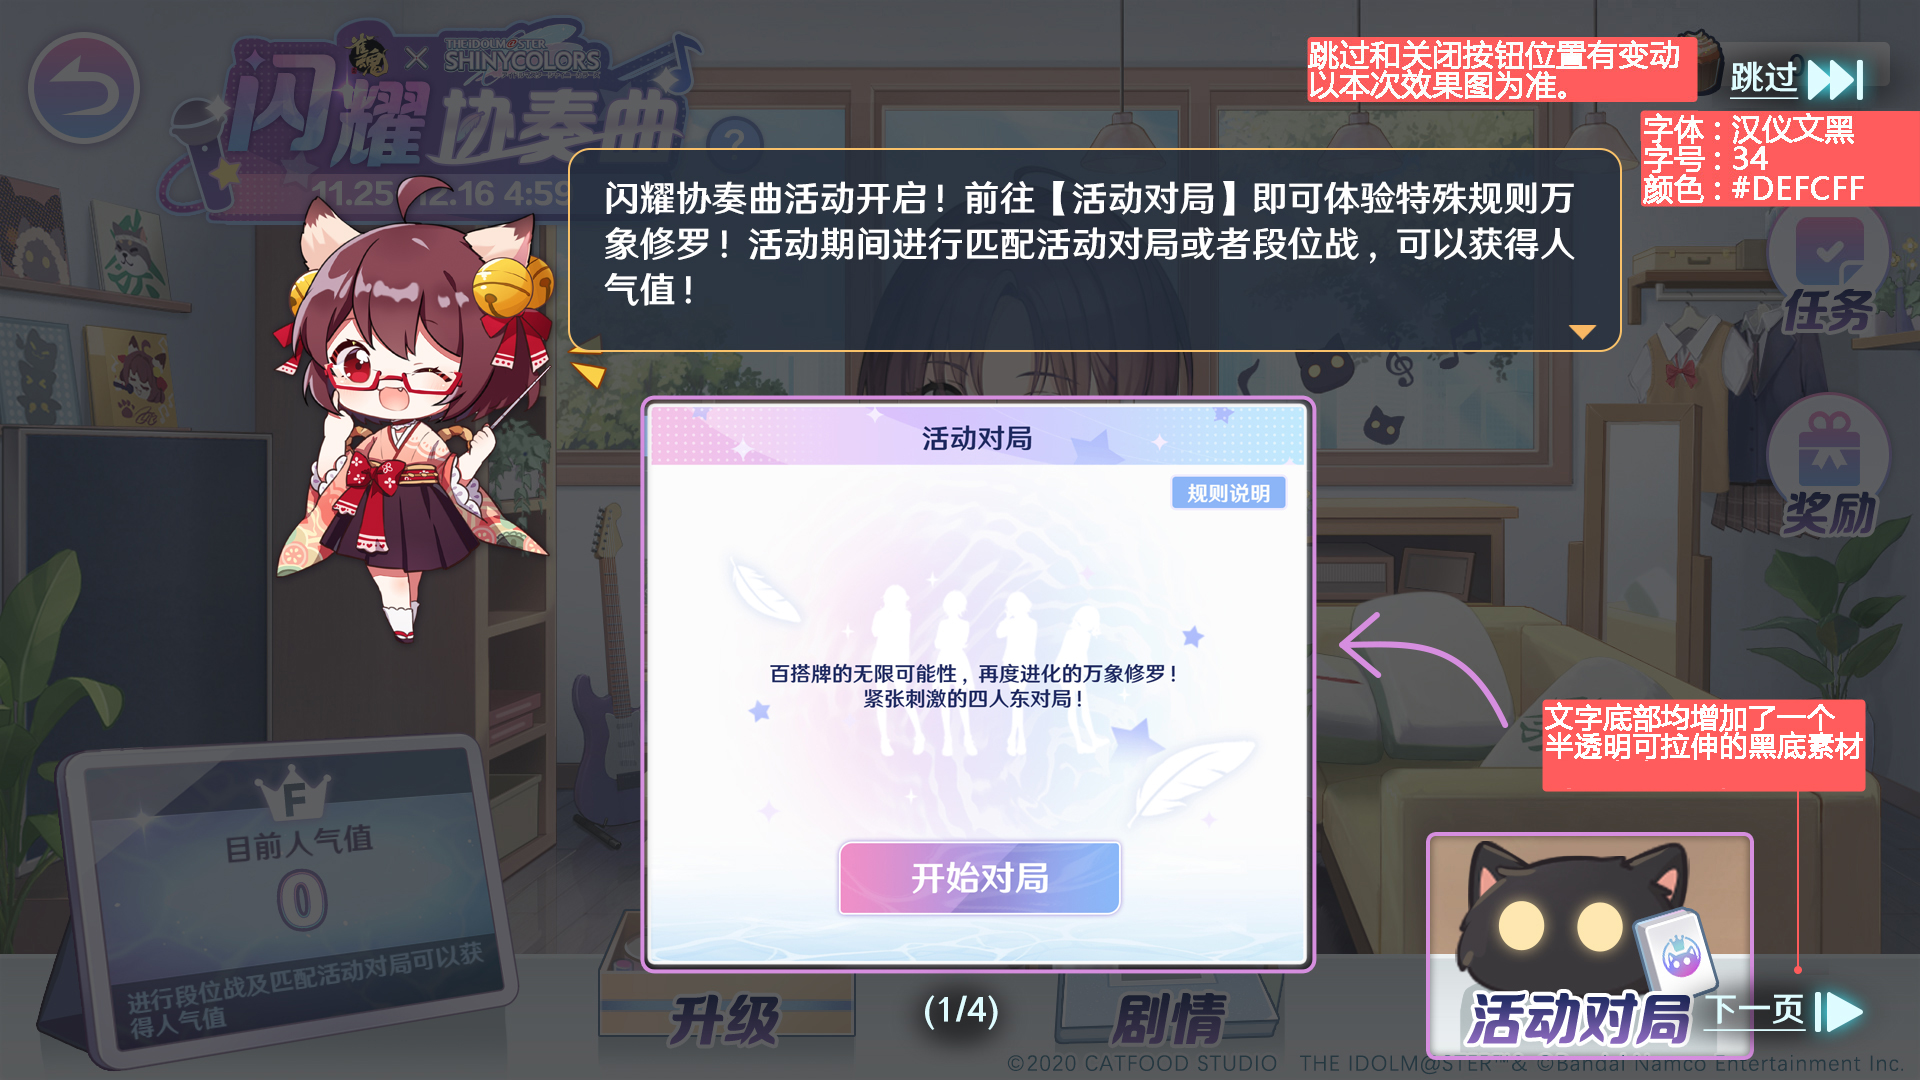 雀魂 × THE IDOLM@STER
SHINYCOLORS
闪耀协奏曲
?
11.25
12.16 4:59
跳过和关闭按钮位置有变动
以本次效果图为准。
跳过
字体：汉仪文黑
字号：34
颜色：#DEFCFF
闪耀协奏曲活动开启！前往【活动对局】即可体验特殊规则万
象修罗！活动期间进行匹配活动对局或者段位战，可以获得人
气值！
任务
活动对局
规则说明
奖励
百搭牌的无限可能性，再度进化的万象修罗！
紧张刺激的四人东对局！
文字底部均增加了一个
半透明可拉伸的黑底素材
F
目前人气值
0
进行段位战及匹配活动对局可以获
得人气值
开始对局
升级
(1/4)
剧情
活动对局
下一页
©2020 CATFOOD STUDIO THE IDOLM@STER™& ©Bandai Namco Entertainment Inc.